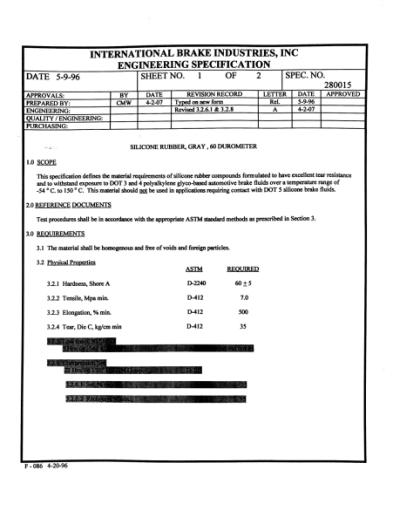 INTERNATIONAL BRAKE INDUSTRIES, INC
ENGINEERING SPECIFICATION
DATE 5-9-96 SHEET NO. 1 OF 2 SPEC. NO.
280015
APPROVALS: BY DATE REVISION RECORD LETTER DATE APPROVED
PREPARED BY: CMW 4-2-07 Typed on new form Rel. 5-9-96
ENGINEERING: Revised 3.2.6.1 & 3.2.8 A 4-2-07
QUALITY / ENGINEERING:
PURCHASING:
SILICONE RUBBER, GRAY , 60 DUROMETER
1.0 SCOPE
This specification defines the material requirements of silicone rubber compounds formulated to have excellent tear resistance
and to withstand exposure to DOT 3 and 4 polyalkylene glyco-based automotive brake fluids over a temperature range of
-54 ° C. to 150 ° C. This material should not be used in applications requiring contact with DOT 5 silicone brake fluids.
2.0 REFERENCE DOCUMENTS
Test procedures shall be in accordance with the appropriate ASTM standard methods as prescribed in Section 3.
3.0 REQUIREMENTS
3.1 The material shall be homogenous and free of voids and foreign particles.
3.2 Physical Properties
ASTM REQUIRED
3.2.1 Hardness, Shore A D-2240 60 ± 5
3.2.2 Tensile, Mpa min. D-412 7.0
3.2.3 Elongation, % min. D-412 500
3.2.4 Tear, Die C, kg/cm min D-412 35
F - 086 4-20-96